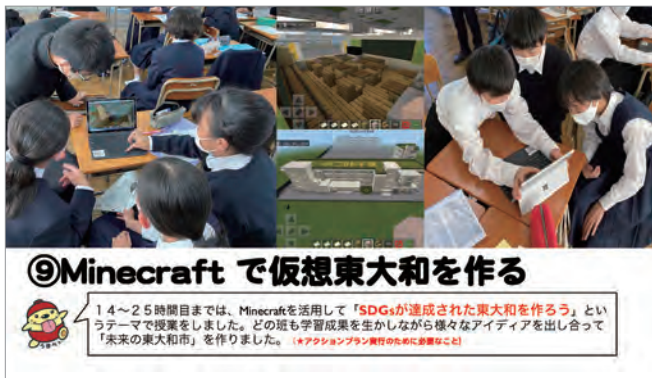 ⑨Minecraft で仮想東大和を作る
１４～２５時間目までは、Minecraftを活用して「SDGsが達成された東大和を作ろう」とい
うテーマで授業をしました。どの班も学習成果を生かしながら様々なアイディアを出し合って
「未来の東大和市」を作りました。（★アクションプラン実行のために必要なこと）